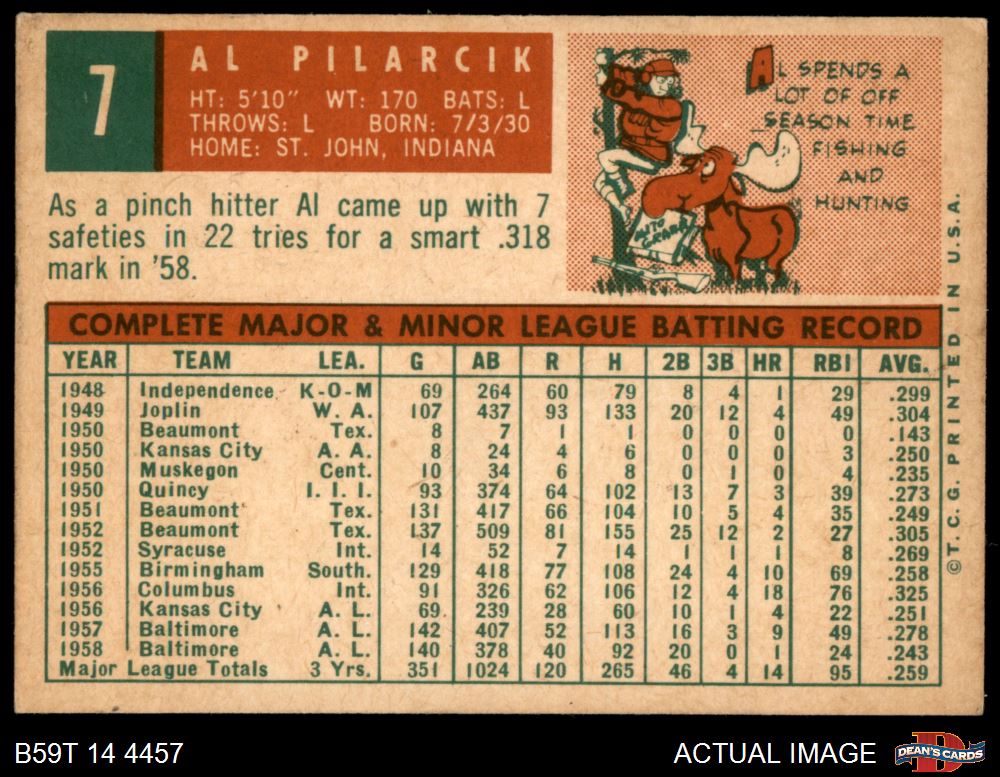 7
AL PILARCIK
HT: 5'10" WT: 170 BATS: L
THROWS: L BORN: 7/3/30
HOME: ST. JOHN, INDIANA
AL SPENDS A
LOT OF OFF
SEASON TIME
FISHING
AND
HUNTING
AUTO
GRAPH
As a pinch hitter Al came up with 7
safeties in 22 tries for a smart .318
mark in '58.
COMPLETE MAJOR & MINOR LEAGUE BATTING RECORD
YEAR TEAM LEA. G AB R H 2B 3B HR RBI AVG.
1948 Independence K-O-M 69 264 60 79 8 4 1 29 .299
1949 Joplin W. A. 107 437 93 133 20 12 4 49 .304
1950 Beaumont Tex. 8 7 1 1 0 0 0 0 .143
1950 Kansas City A. A. 8 24 4 6 0 0 0 3 .250
1950 Muskegon Cent. 10 34 6 8 0 1 0 4 .235
1950 Quincy I. I. I. 93 374 64 102 13 7 3 39 .273
1951 Beaumont Tex. 131 417 66 104 10 5 4 35 .249
1952 Beaumont Tex. 137 509 81 155 25 12 2 27 .305
1952 Syracuse Int. 14 52 7 14 1 1 1 8 .269
1955 Birmingham South. 129 418 77 108 24 4 10 69 .258
1956 Columbus Int. 91 326 62 106 12 4 18 76 .325
1956 Kansas City A. L. 69 239 28 60 10 1 4 22 .251
1957 Baltimore A. L. 142 407 52 113 16 3 9 49 .278
1958 Baltimore A. L. 140 378 40 92 20 0 1 24 .243
Major League Totals 3 Yrs. 351 1024 120 265 46 4 14 95 .259
©T. C. G. PRINTED IN U.S.A.
B59T 14 4457
ACTUAL IMAGE
D
DEAN'S CARDS